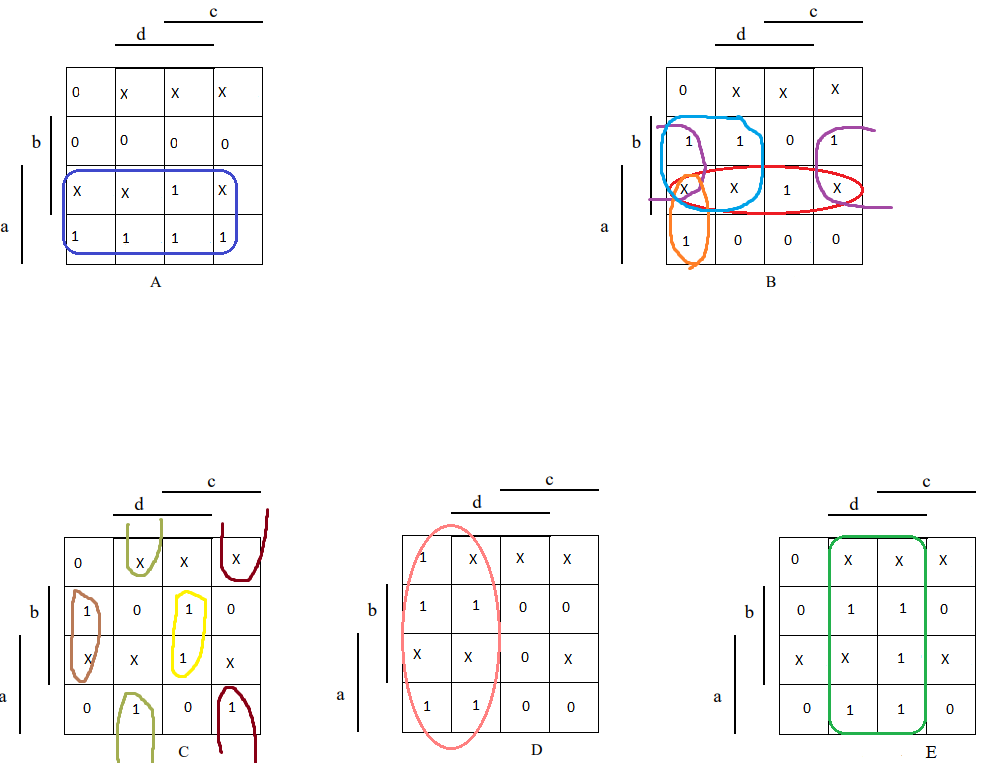 c c
d d
0 X X X 0 X X X
b 0 0 0 0 b 1 1 0 1
X X 1 X X X 1 X
a 1 1 1 1 a 1 0 0 0
A B
c c c
d d d
0 X X X 1 X X X 0 X X X
b 1 0 1 0 b 1 1 0 0 b 0 1 1 0
X X 1 X X X 0 X X X 1 X
a 0 1 0 1 a 1 1 0 0 a 0 1 1 0
C D E